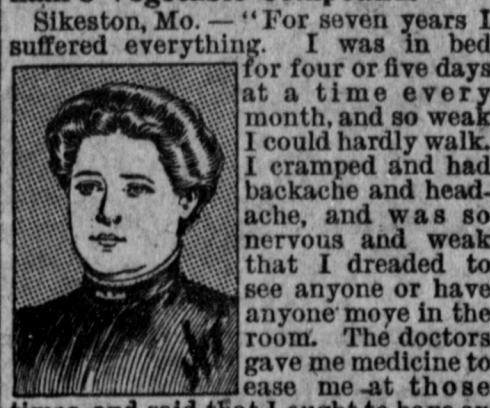 Sikeston, Mo. — "For seven years I
suffered everything. I was in bed
for four or five days
at a time every
month, and so weak
I could hardly walk.
I cramped and had
backache and head-
ache, and was so
nervous and weak
that I dreaded to
see anyone or have
anyone move in the
room. The doctors
gave me medicine to
ease me at those